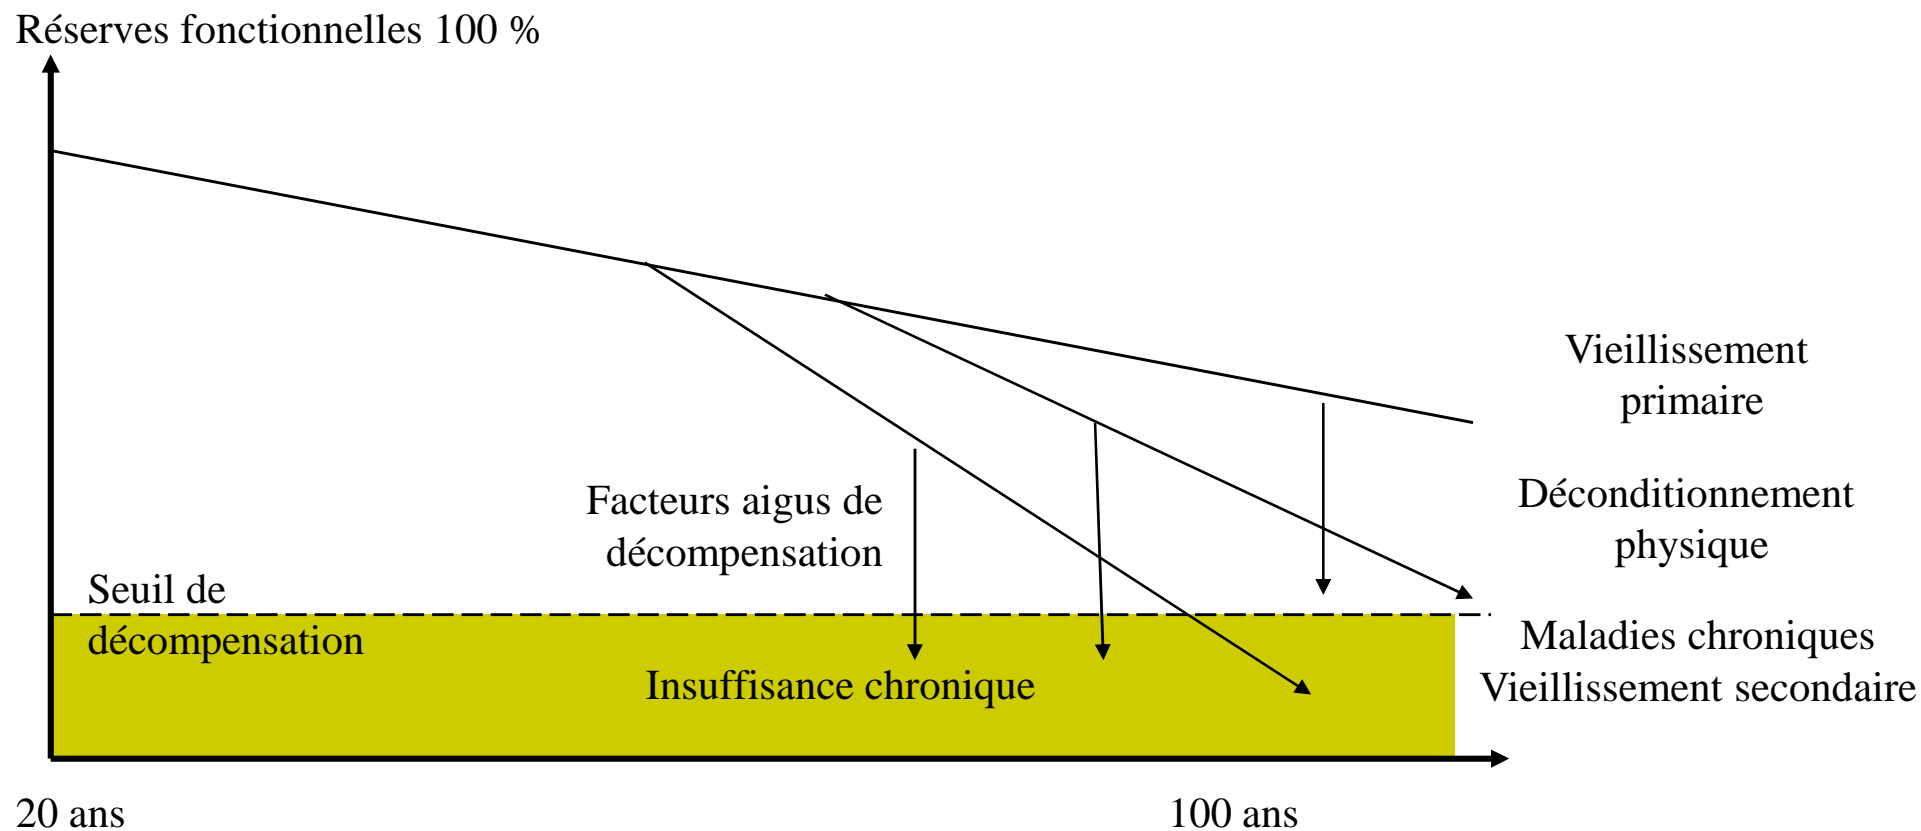 Réserves fonctionnelles 100 %
Vieillissement
primaire
Déconditionnement
physique
Facteurs aigus de
décompensation
Seuil de
décompensation
Maladies chroniques
Vieillissement secondaire
Insuffisance chronique
20 ans
100 ans